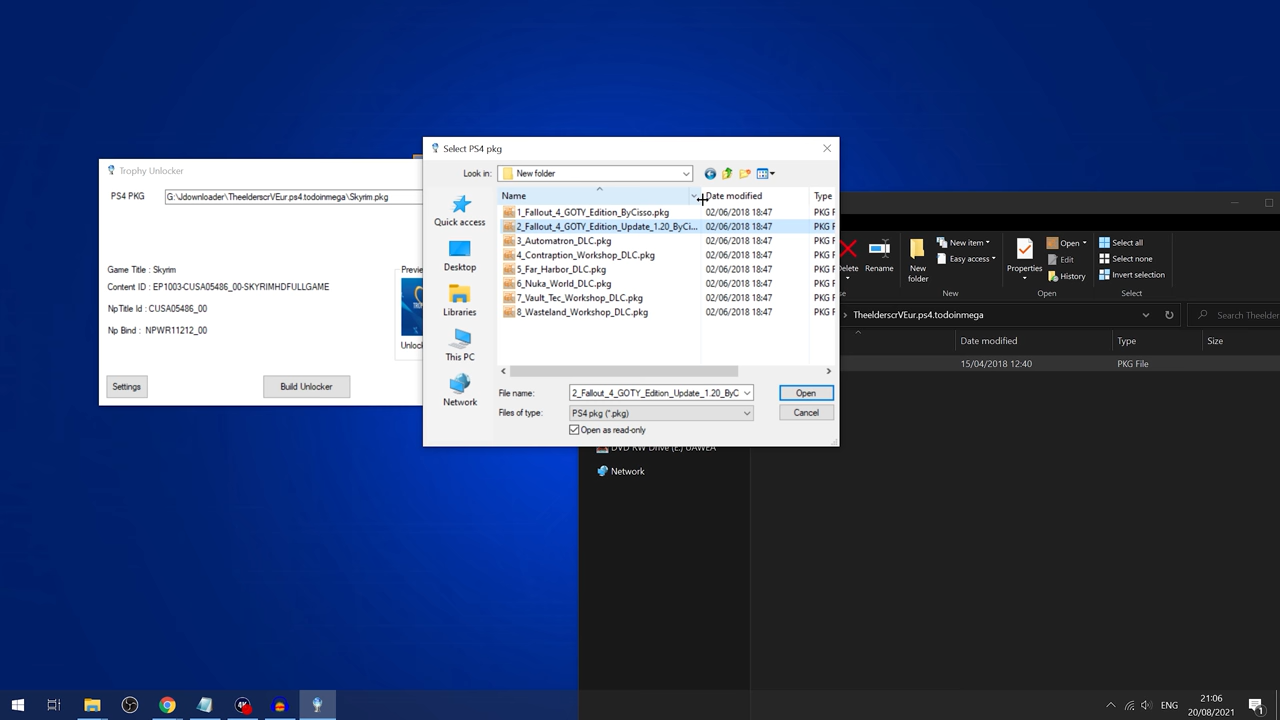 Trophy Unlocker
PS4 PKG
G:\Jdownloader\TheelderscrVEur.ps4.todoinmega\Skyrim.pkg
Game Title : Skyrim
Content ID : EP1003-CUSA05486_00-SKYRIMHDFULLGAME
NpTitle Id : CUSA05486_00
Np Bind : NPWR11212_00
Previe
Unlock
Settings
Build Unlocker
Select PS4 pkg
Look in:
New folder
Name
Date modified
Type
1_Fallout_4_GOTY_Edition_ByCisso.pkg 02/06/2018 18:47 PKG F
2_Fallout_4_GOTY_Edition_Update_1.20_ByCi... 02/06/2018 18:47 PKG F
3_Automatron_DLC.pkg 02/06/2018 18:47 PKG F
4_Contraption_Workshop_DLC.pkg 02/06/2018 18:47 PKG F
5_Far_Harbor_DLC.pkg 02/06/2018 18:47 PKG F
6_Nuka_World_DLC.pkg 02/06/2018 18:47 PKG F
7_Vault_Tec_Workshop_DLC.pkg 02/06/2018 18:47 PKG F
8_Wasteland_Workshop_DLC.pkg 02/06/2018 18:47 PKG F
Quick access
Desktop
Libraries
This PC
Network
File name:
2_Fallout_4_GOTY_Edition_Update_1.20_ByC
Open
Files of type:
PS4 pkg (*.pkg)
Cancel
Open as read-only
Delete
Rename
New folder
New item
Easy access
Properties
Open
Edit
History
Select all
Select none
Invert selection
se
New
Open
Select
TheelderscrVEur.ps4.todoinmega
Search Theelder
Date modified
Type
Size
15/04/2018 12:40
PKG File
DVD RW Drive (E:) UAWEA
Network
ENG
21:06
20/08/2021
1